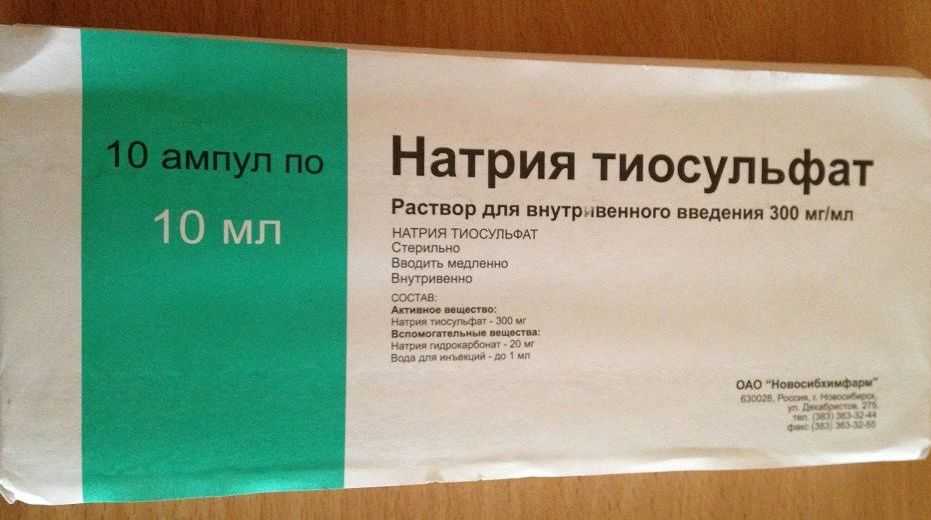 10 ампул по
10 мл
Натрия тиосульфат
Раствор для внутривенного введения 300 мг/мл
НАТРИЯ ТИОСУЛЬФАТ
Стерильно
Вводить медленно
Внутривенно
СОСТАВ:
Активное вещество:
Натрия тиосульфат - 300 мг
Вспомогательные вещества:
Натрия гидрокарбонат - 20 мг
Вода для инъекций - до 1 мл
ОАО "Новосибхимфарм"
630028, Россия, г. Новосибирск,
ул. Декабристов, 275
тел. (383) 363-32-44
факс (383) 363-32-55